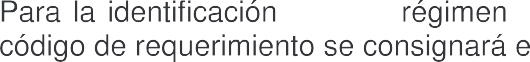 Para la identificación régimen
código de requerimiento se consignará e